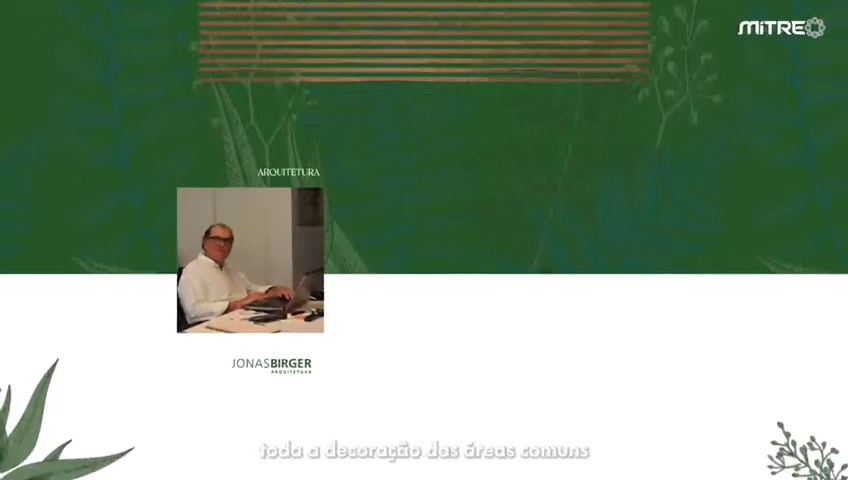 MiTRE
ARQUITETURA
JONASBIRGER
ARQUITETURA
toda a decoração das áreas comuns